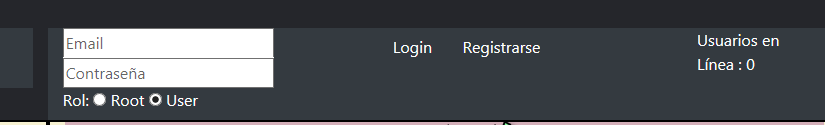 Email
Contraseña
Rol: Root User
Login Registrarse
Usuarios en
Línea : 0